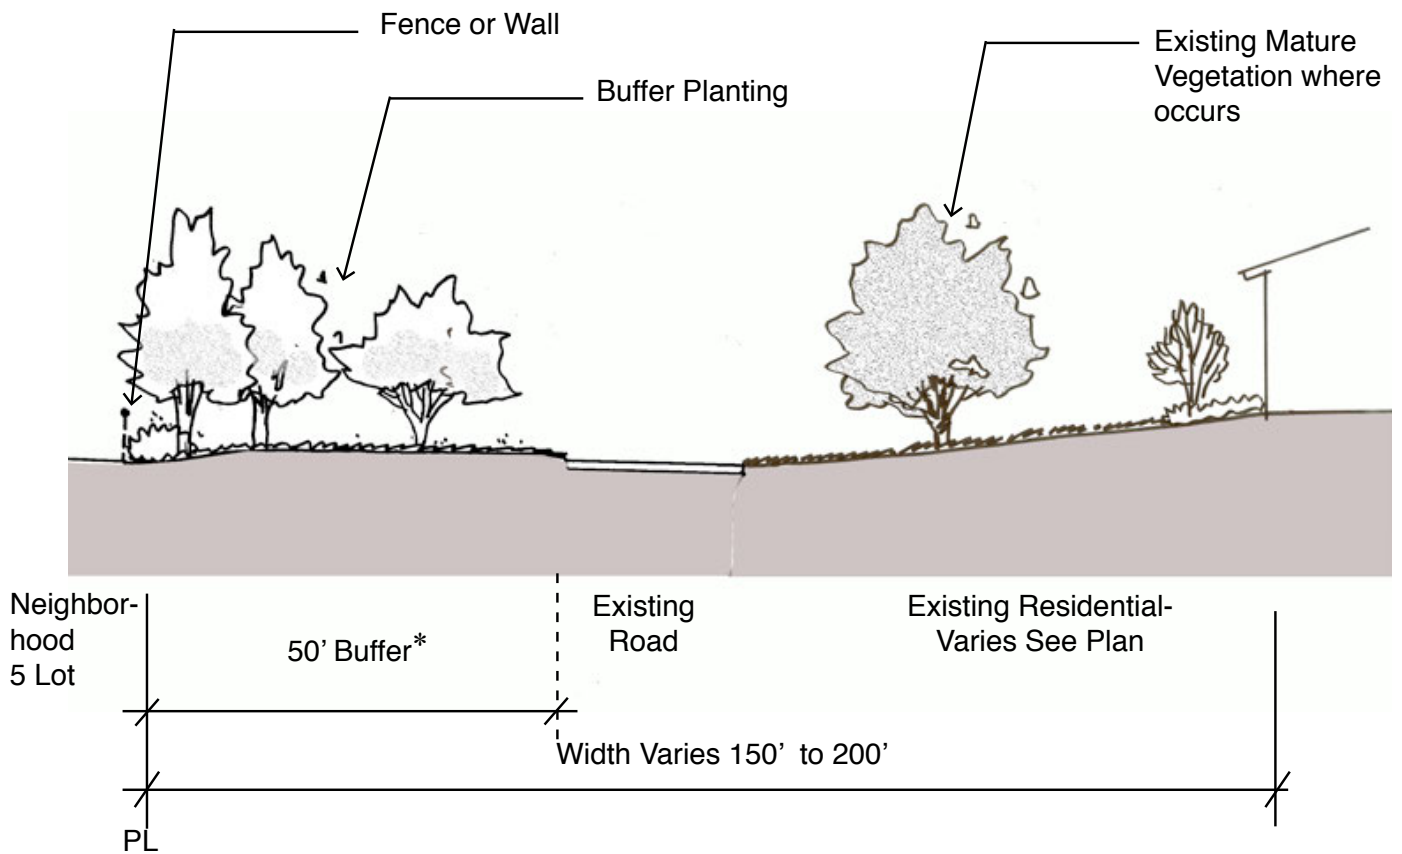 Fence or Wall
Buffer Planting
Existing Mature
Vegetation where
occurs
Neighbor-
hood
5 Lot
50’ Buffer*
Existing
Road
Existing Residential-
Varies See Plan
Width Varies 150’ to 200’
PL